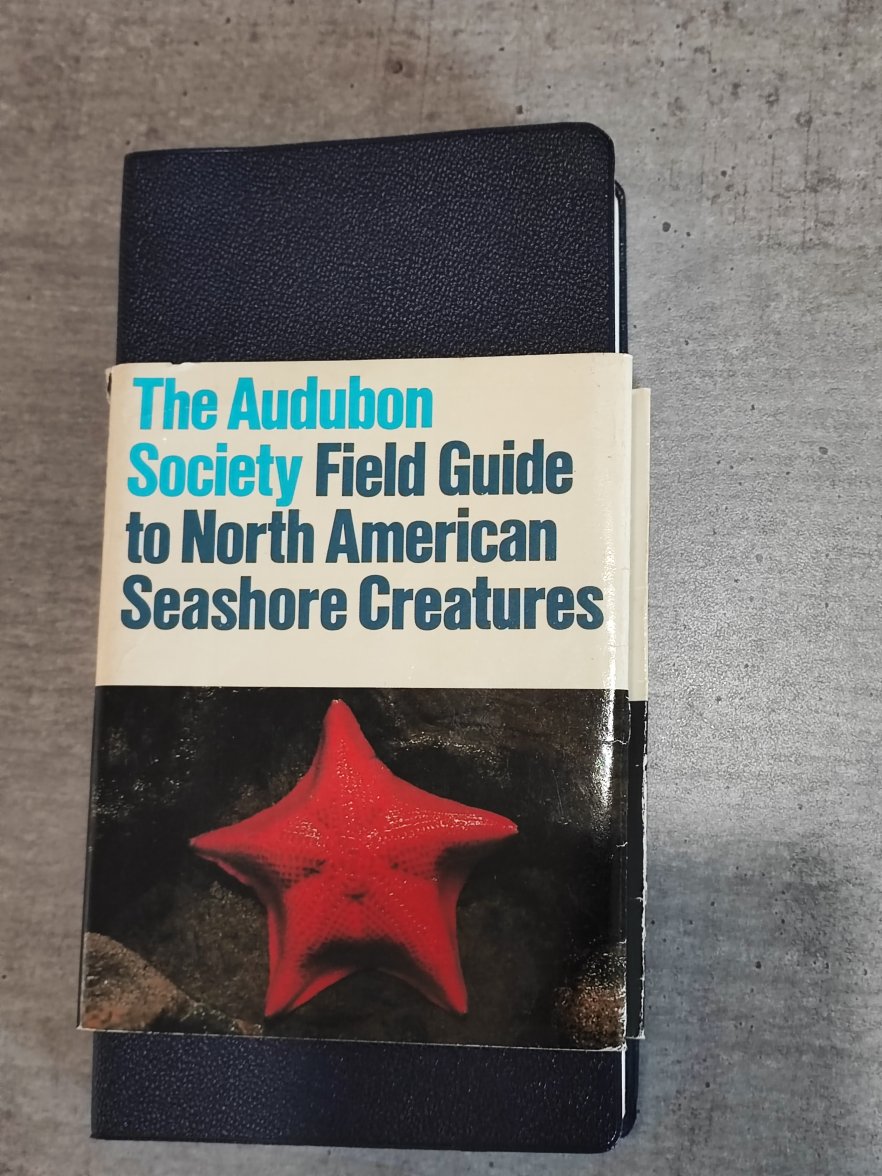 The Audubon
Society Field Guide
to North American
Seashore Creatures